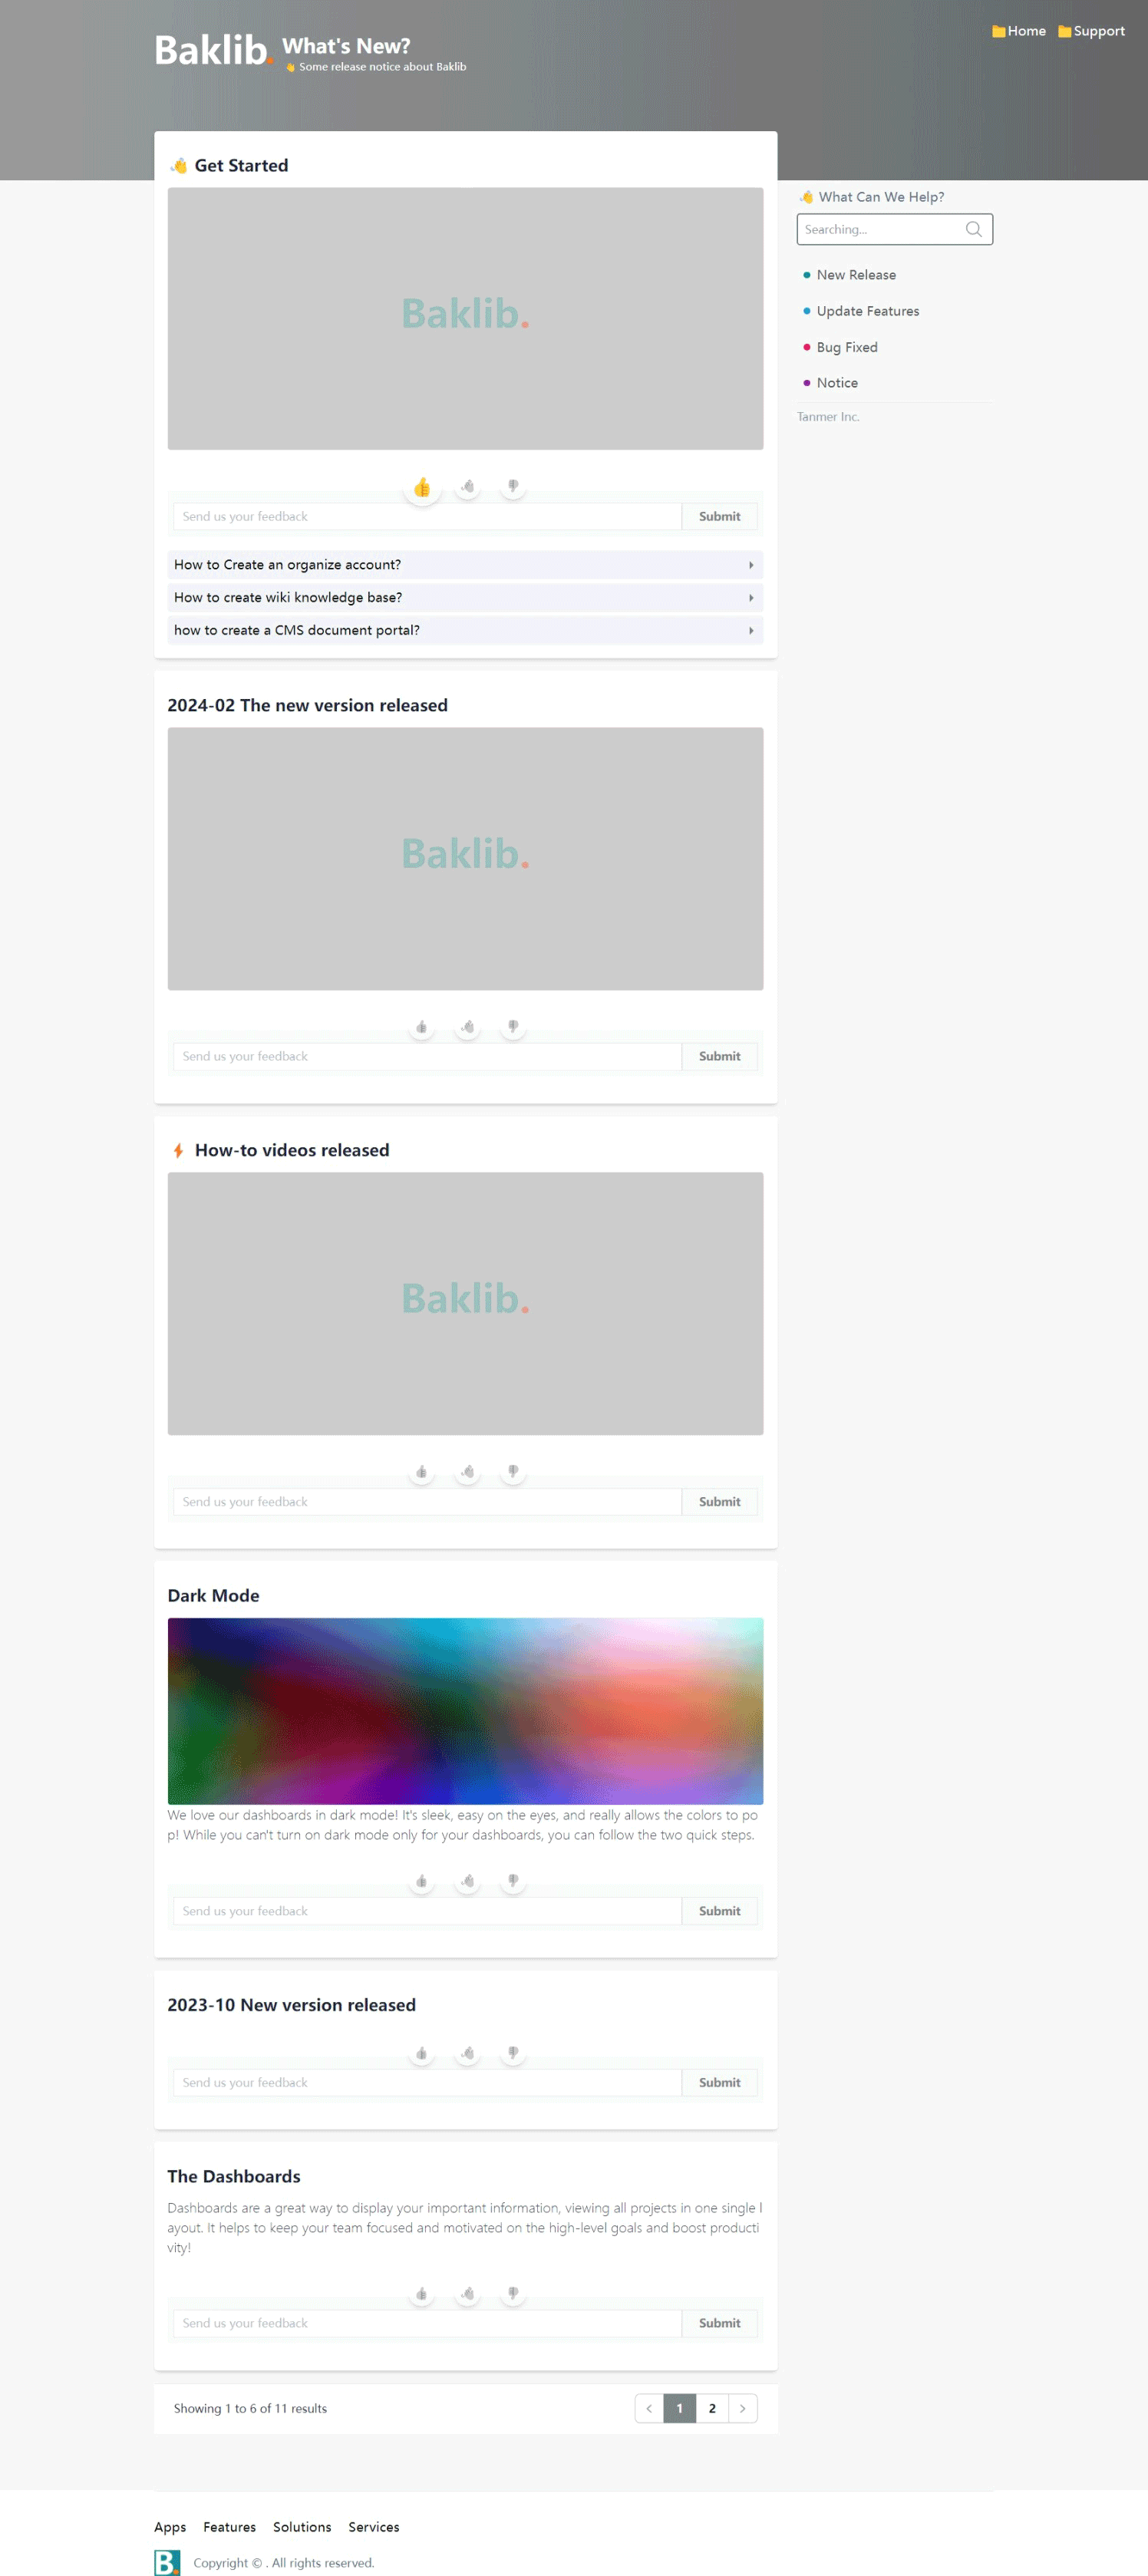 Baklib.
What's New?
👋 Some release notice about Baklib
Home
Support
👋 Get Started
Baklib.
Send us your feedback
Submit
How to Create an organize account?
How to create wiki knowledge base?
how to create a CMS document portal?
👋 What Can We Help?
Searching...
New Release
Update Features
Bug Fixed
Notice
Tanmer Inc.
2024-02 The new version released
Baklib.
Send us your feedback
Submit
⚡ How-to videos released
Baklib.
Send us your feedback
Submit
Dark Mode
We love our dashboards in dark mode! It's sleek, easy on the eyes, and really allows the colors to po
p! While you can't turn on dark mode only for your dashboards, you can follow the two quick steps.
Send us your feedback
Submit
2023-10 New version released
Send us your feedback
Submit
The Dashboards
Dashboards are a great way to display your important information, viewing all projects in one single l
ayout. It helps to keep your team focused and motivated on the high-level goals and boost producti
vity!
Send us your feedback
Submit
Showing 1 to 6 of 11 results
1 2
Apps Features Solutions Services
B.
Copyright © . All rights reserved.